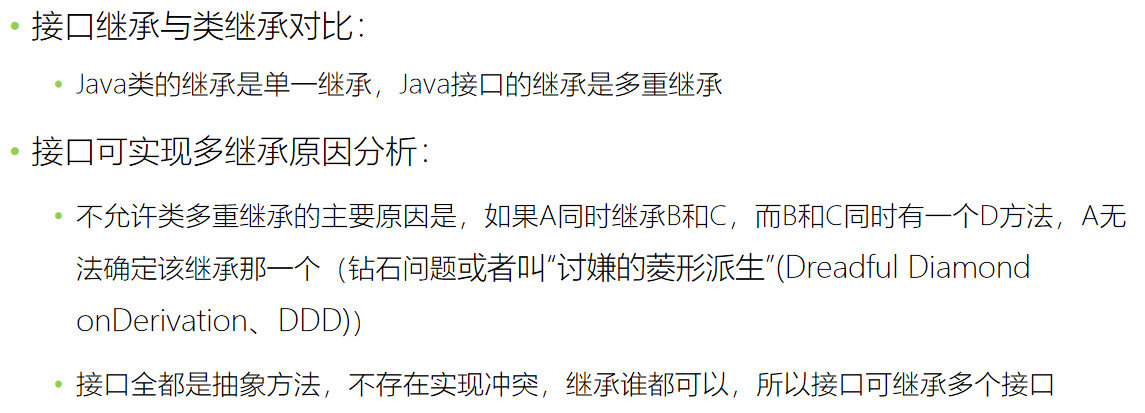 • 接口继承与类继承对比：
• Java类的继承是单一继承，Java接口的继承是多重继承
• 接口可实现多继承原因分析：
• 不允许类多重继承的主要原因是，如果A同时继承B和C，而B和C同时有一个D方法，A无
法确定该继承那一个（钻石问题或者叫“讨嫌的菱形派生”(Dreadful Diamond
onDerivation、DDD)）
• 接口全都是抽象方法，不存在实现冲突，继承谁都可以，所以接口可继承多个接口